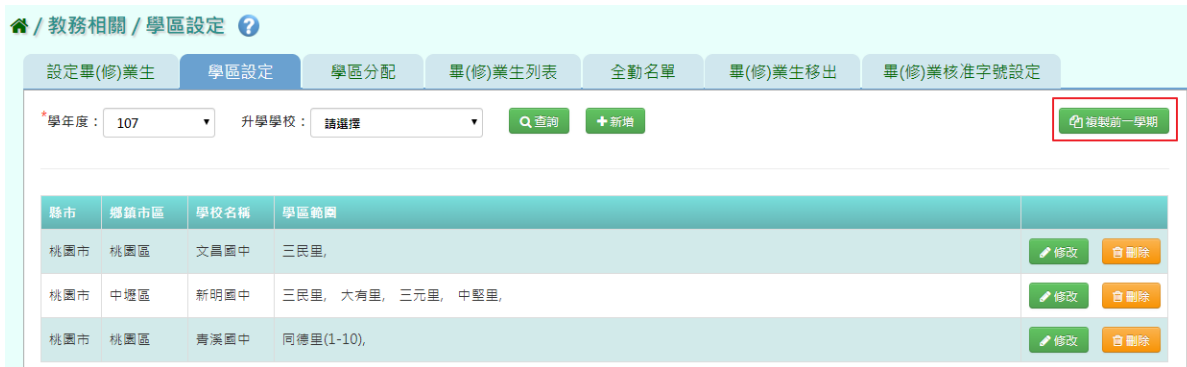 / 教務相關 / 學區設定 ?
設定畢(修)業生 學區設定 學區分配 畢(修)業生列表 全勤名單 畢(修)業生移出 畢(修)業核准字號設定
*學年度： 107 升學學校： 請選擇 查詢 新增 複製前一學期
縣市 鄉鎮市區 學校名稱 學區範圍
桃園市 桃園區 文昌國中 三民里, 修改 刪除
桃園市 中壢區 新明國中 三民里, 大有里, 三元里, 中堅里, 修改 刪除
桃園市 桃園區 青溪國中 同德里(1-10), 修改 刪除